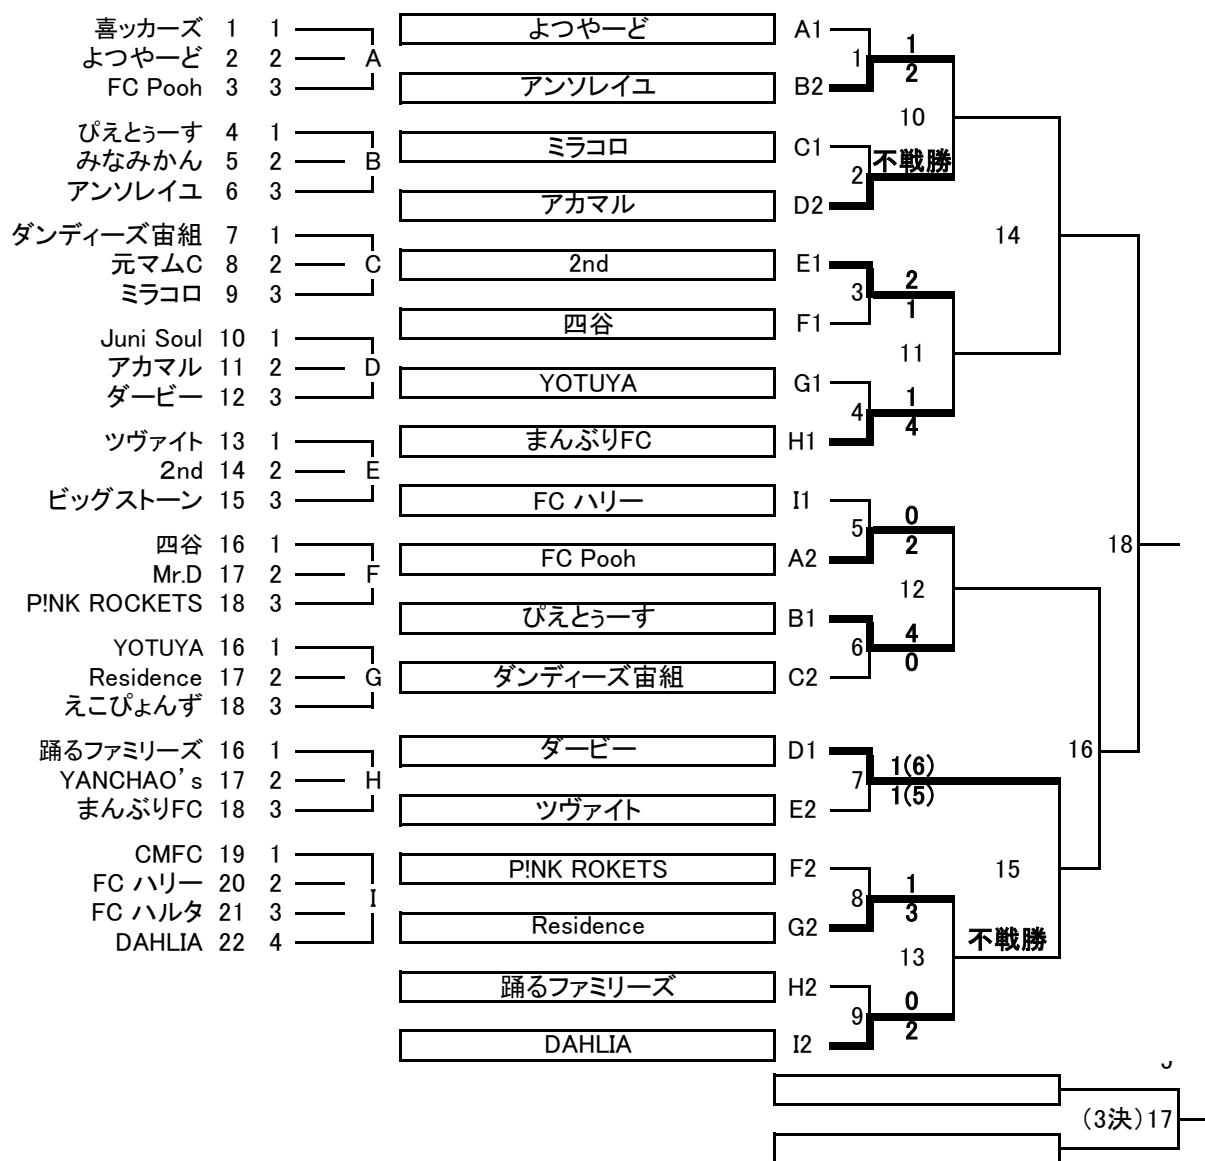 喜ッカーズ 1 1
よつやーど 2 2 A
FC Pooh 3 3
ぴえとぅーす 4 1
みなみかん 5 2 B
アンソレイユ 6 3
ダンディーズ宙組 7 1
元マムC 8 2 C
ミラコロ 9 3
Juni Soul 10 1
アカマル 11 2 D
ダービー 12 3
ツヴァイト 13 1
2nd 14 2 E
ビッグストーン 15 3
四谷 16 1
Mr.D 17 2 F
P!NK ROCKETS 18 3
YOTUYA 16 1
Residence 17 2 G
えこぴょんず 18 3
踊るファミリーズ 16 1
YANCHAO's 17 2 H
まんぶりFC 18 3
CMFC 19 1
FC ハリー 20 2 I
FC ハルタ 21 3
DAHLIA 22 4
よつやーど A1
1 1
2
アンソレイユ B2
10
ミラコロ C1
2 不戦勝
アカマル D2
14
2nd E1
3 2
1
四谷 F1
11
YOTUYA G1
4 1
4
まんぶりFC H1
FC ハリー I1
5 0
2
18
FC Pooh A2
12
ぴえとぅーす B1
6 4
0
ダンディーズ宙組 C2
16
ダービー D1
7 1(6)
1(5)
ツヴァイト E2
15
P!NK ROKETS F2
8 1
3
Residence G2
不戦勝
13
踊るファミリーズ H2
9 0
2
DAHLIA I2
(3決)17